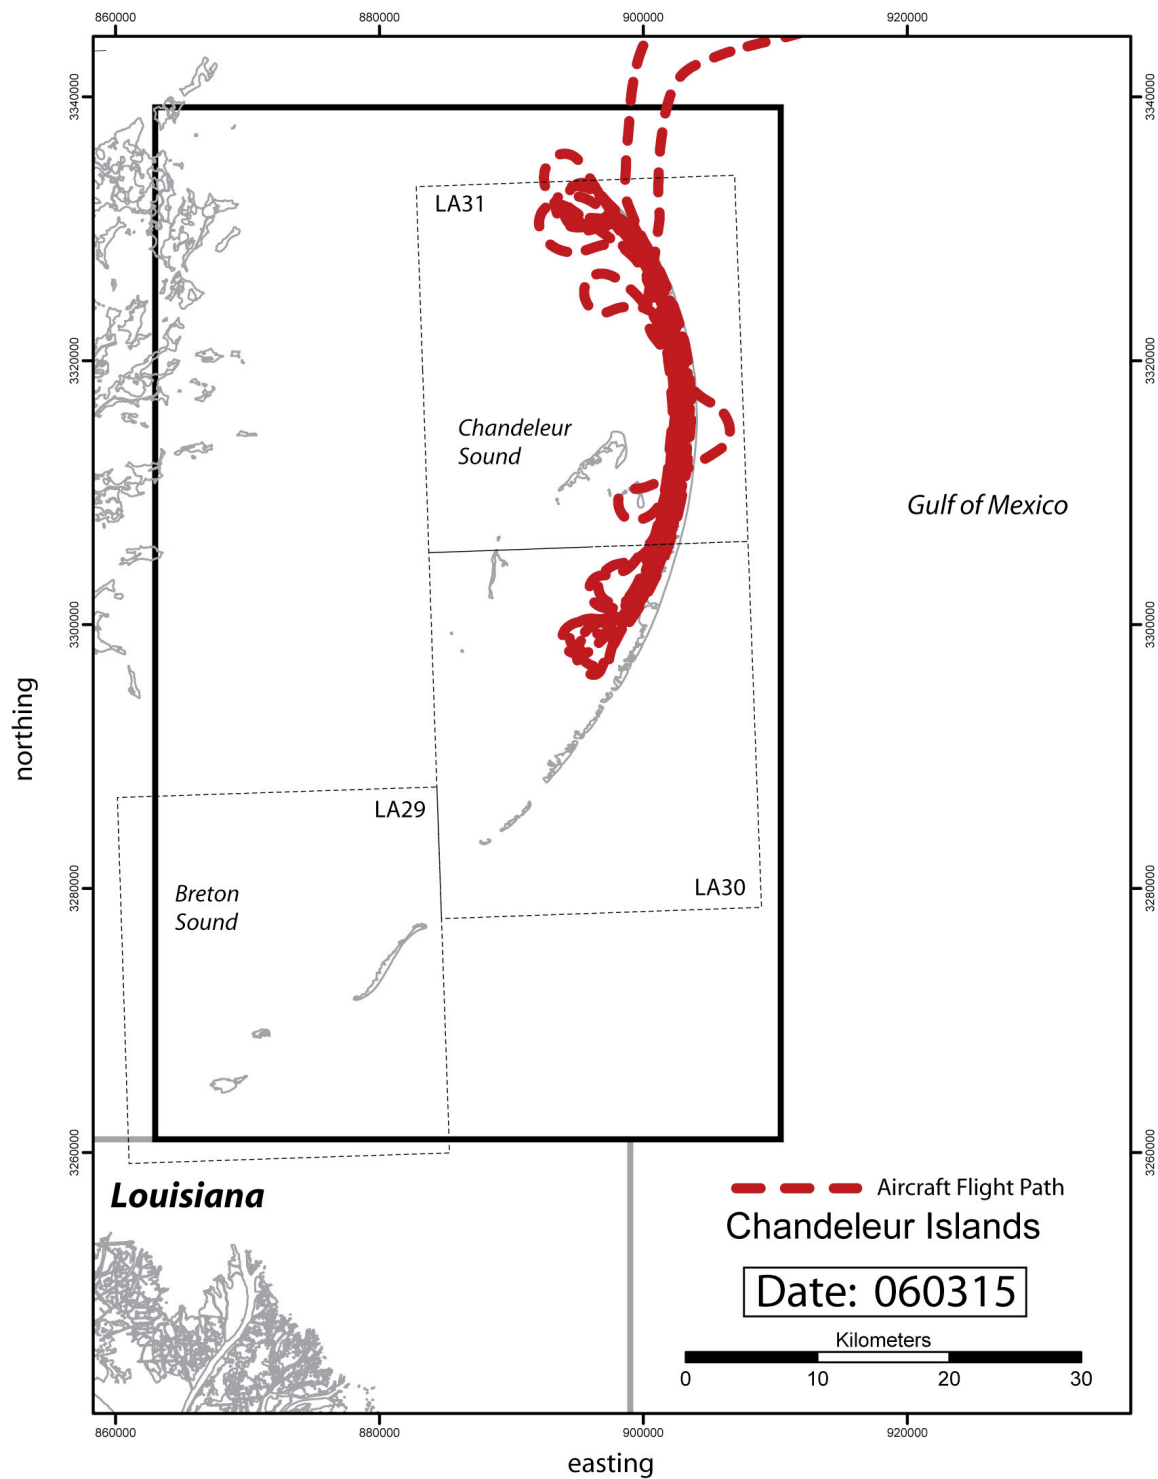 860000 880000 900000 920000
3340000 3340000
LA31
3320000 3320000
Chandeleur
Sound
Gulf of Mexico
3300000 3300000
northing
LA29
LA30
3280000 3280000
Breton
Sound
3260000 3260000
Louisiana
Aircraft Flight Path
Chandeleur Islands
Date: 060315
Kilometers
0 10 20 30
860000 880000 900000 920000
easting